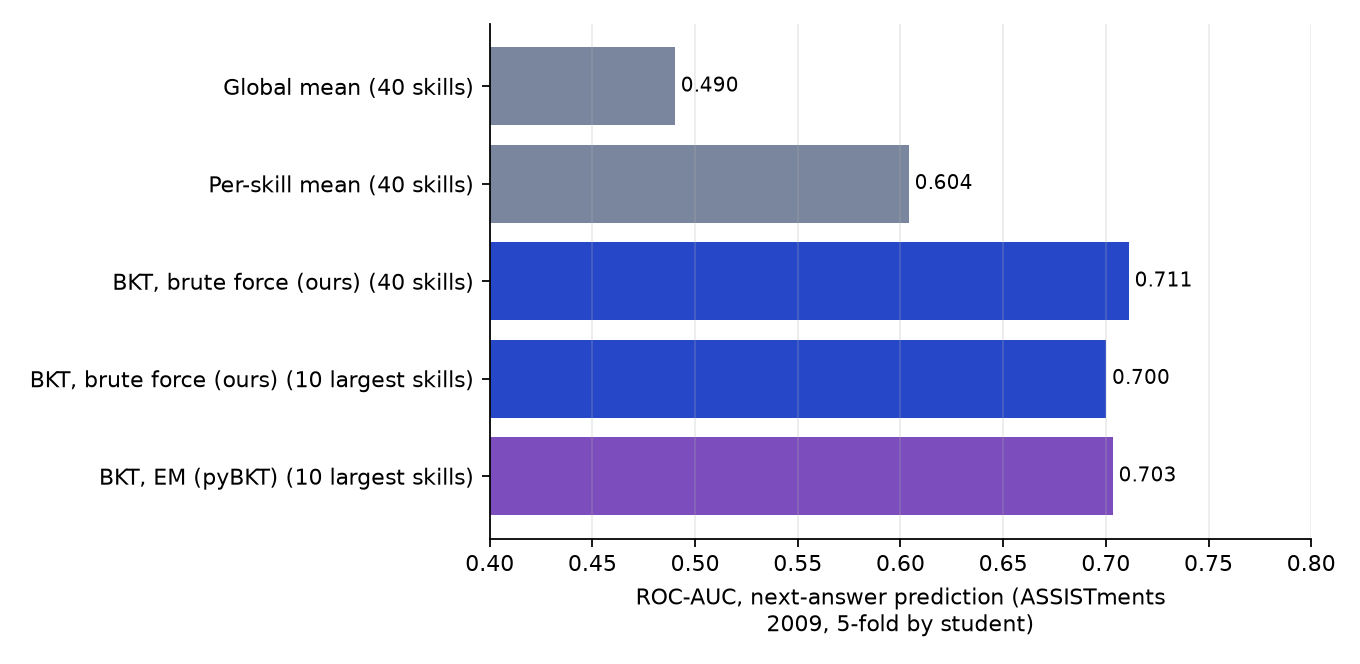 Global mean (40 skills)
0.490
Per-skill mean (40 skills)
0.604
BKT, brute force (ours) (40 skills)
0.711
BKT, brute force (ours) (10 largest skills)
0.700
BKT, EM (pyBKT) (10 largest skills)
0.703
0.40 0.45 0.50 0.55 0.60 0.65 0.70 0.75 0.80
ROC-AUC, next-answer prediction (ASSISTments
2009, 5-fold by student)